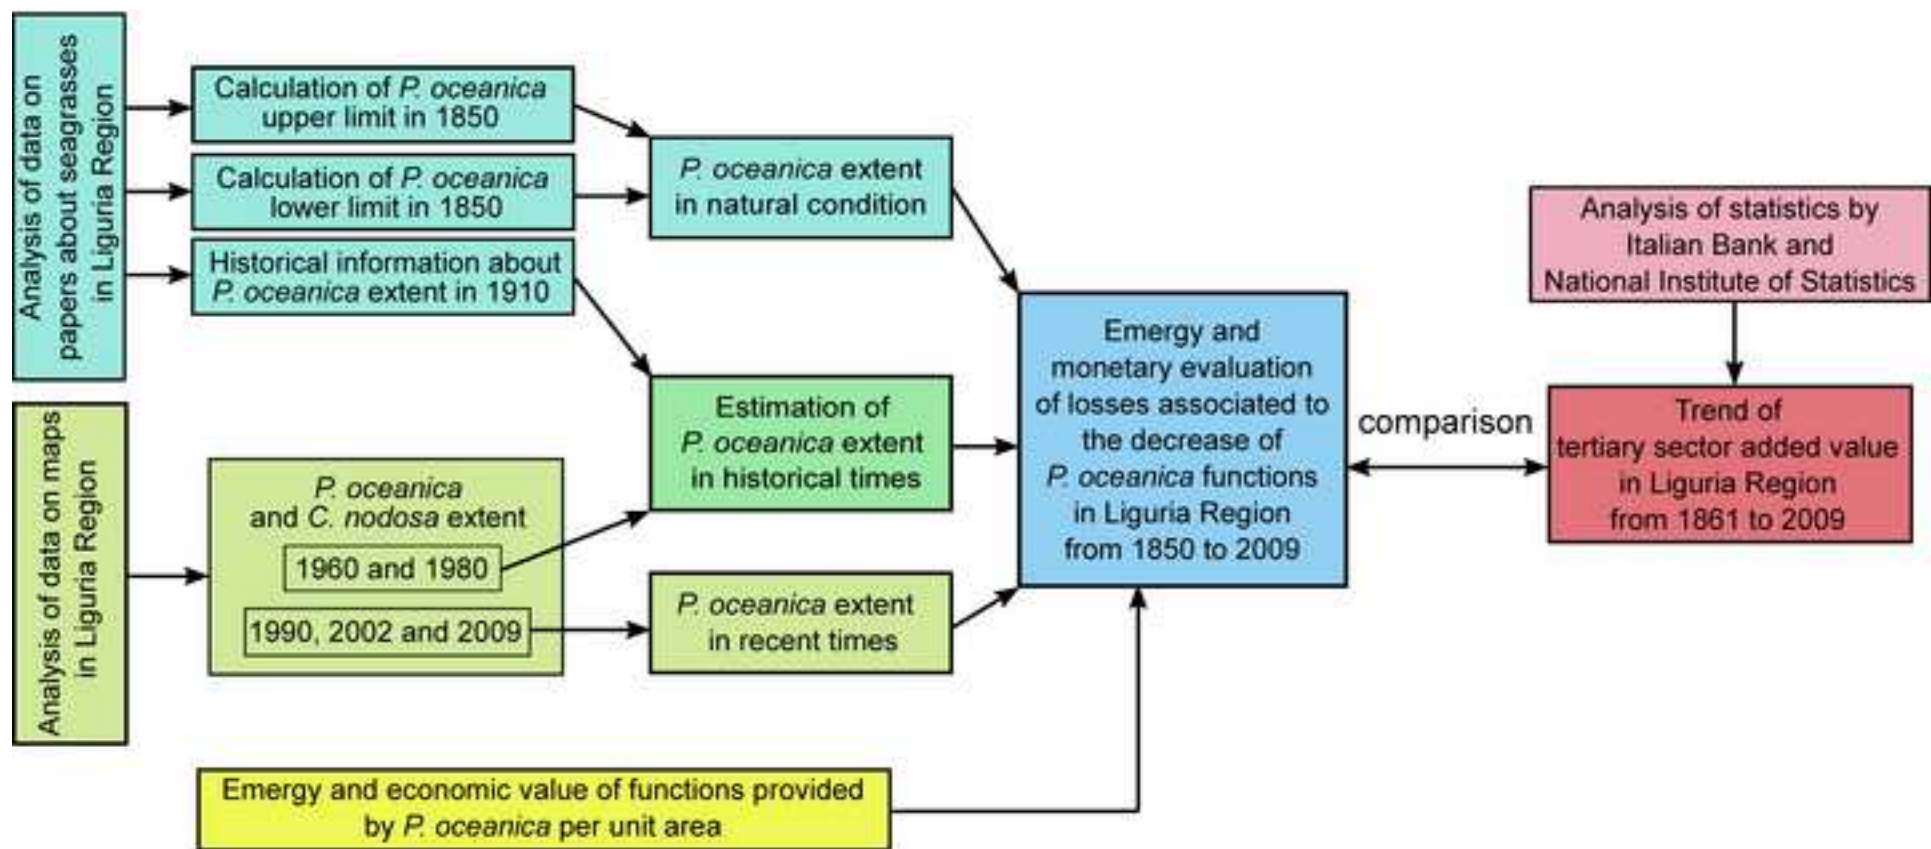 Analysis of data on
papers about seagrasses
in Liguria Region
Calculation of P. oceanica
upper limit in 1850
Calculation of P. oceanica
lower limit in 1850
Historical information about
P. oceanica extent in 1910
P. oceanica extent
in natural condition
Analysis of data on maps
in Liguria Region
P. oceanica
and C. nodosa extent
1960 and 1980
1990, 2002 and 2009
Estimation of
P. oceanica extent
in historical times
P. oceanica extent
in recent times
Emergy and economic value of functions provided
by P. oceanica per unit area
Emergy and
monetary evaluation
of losses associated to
the decrease of
P. oceanica functions
in Liguria Region
from 1850 to 2009
comparison
Analysis of statistics by
Italian Bank and
National Institute of Statistics
Trend of
tertiary sector added value
in Liguria Region
from 1861 to 2009